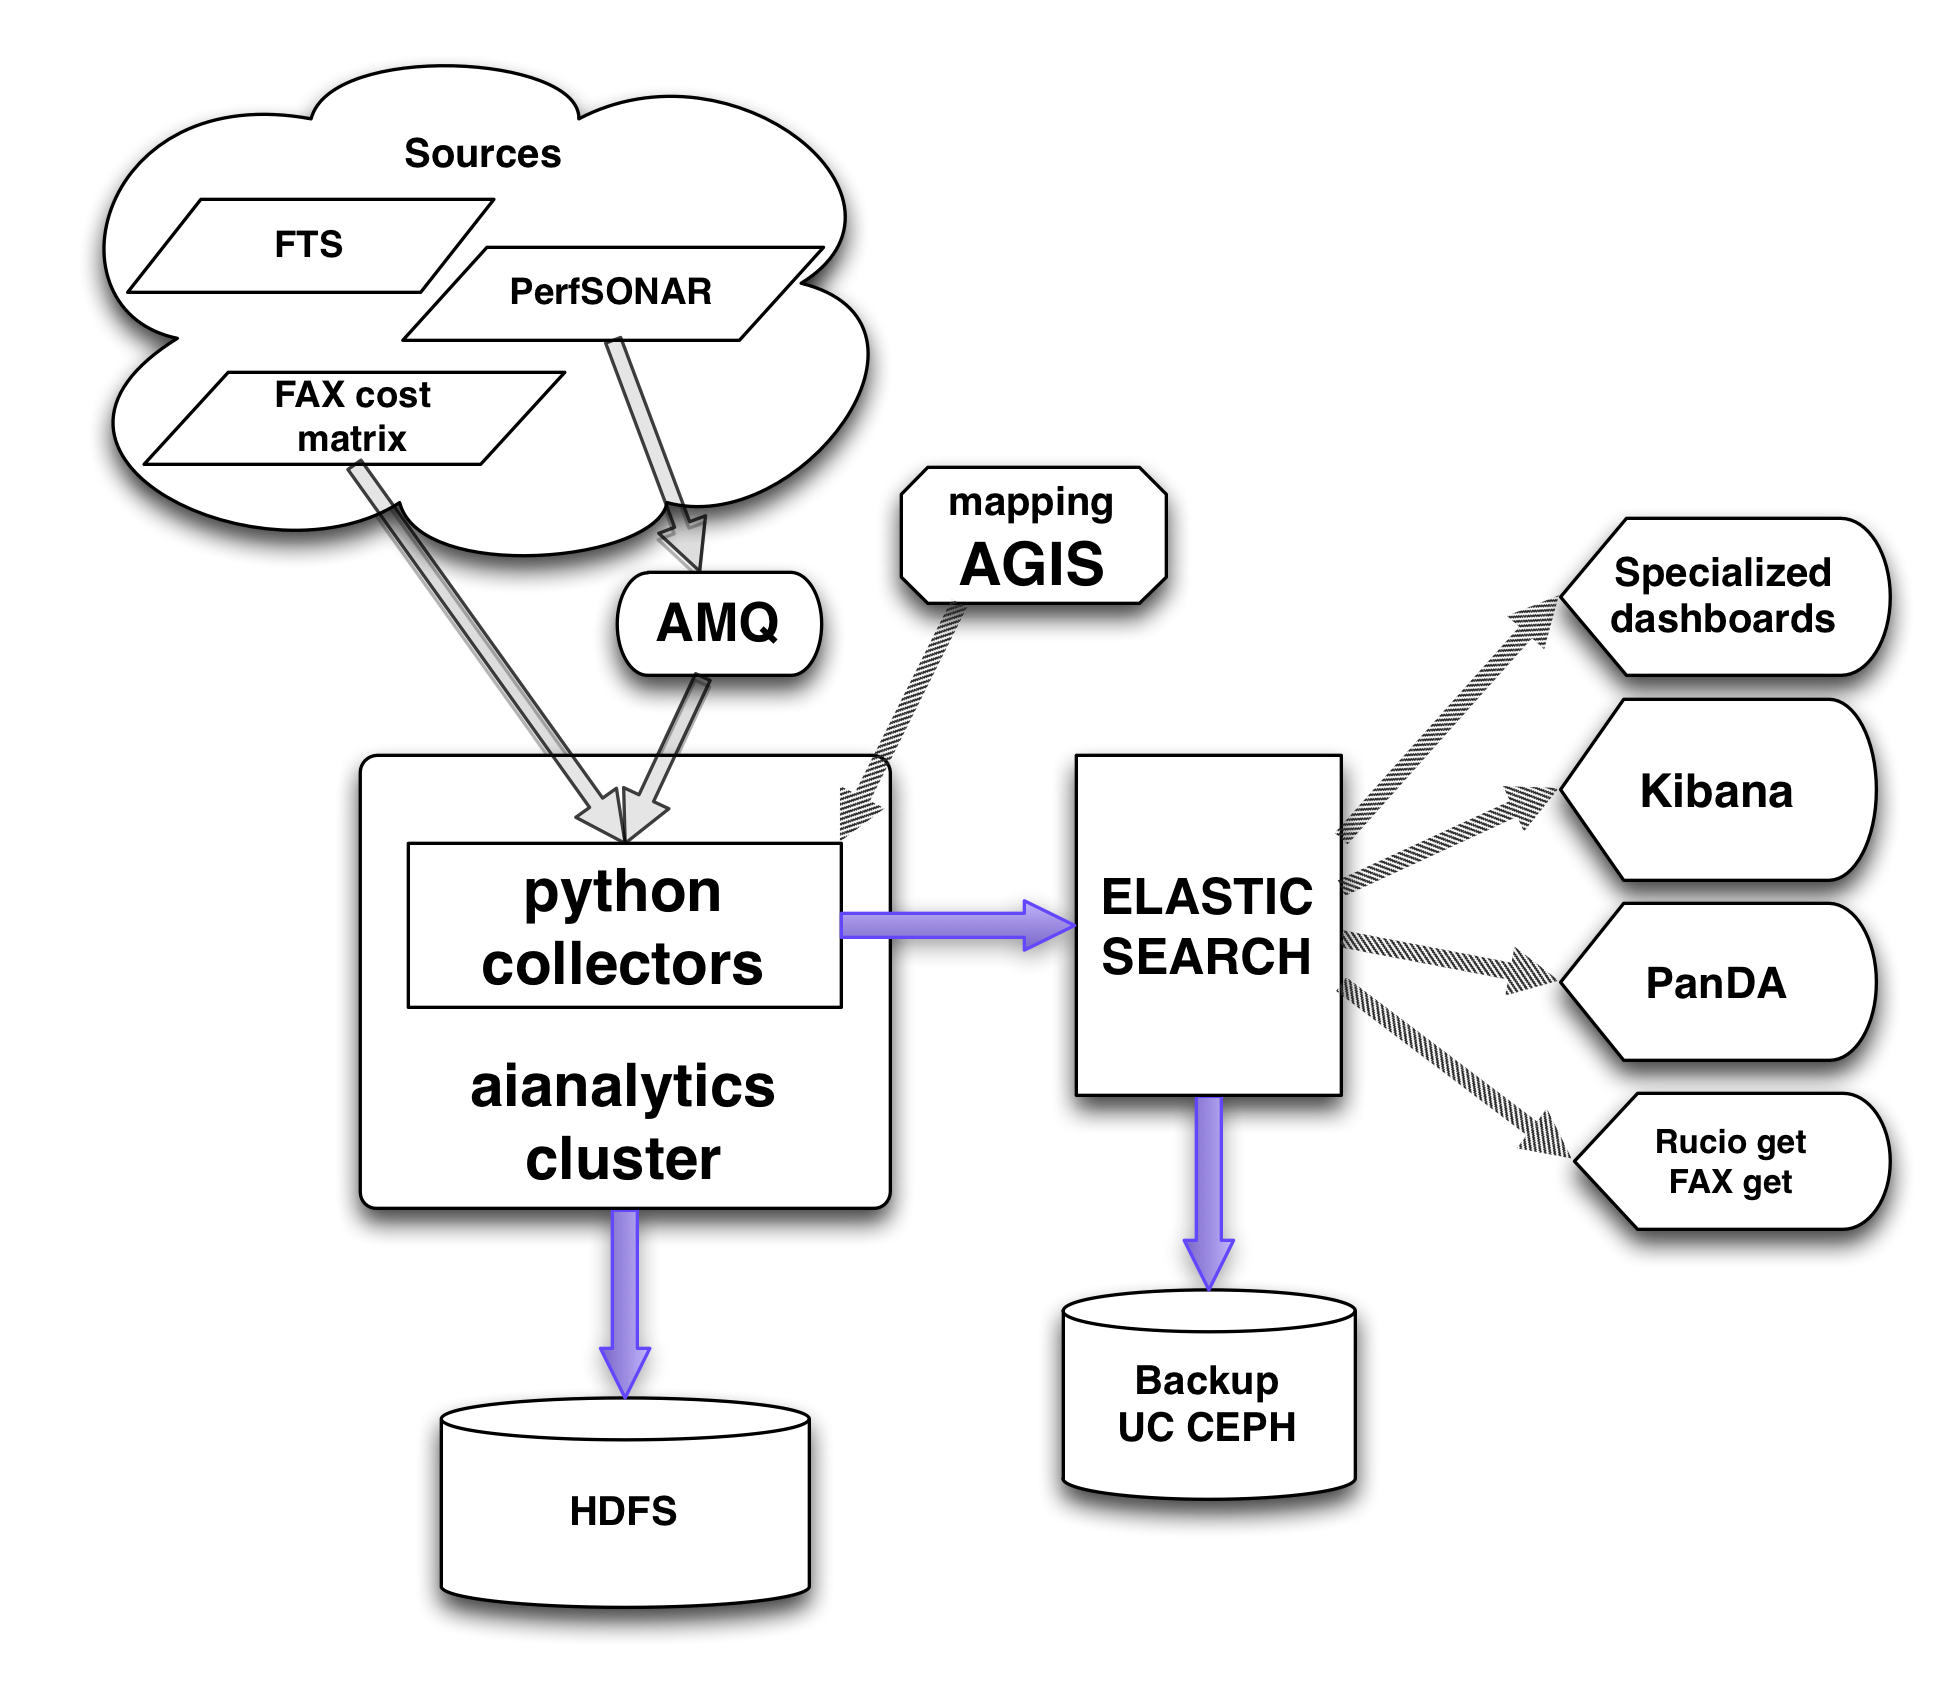 Sources
FTS
PerfSONAR
FAX cost
matrix
mapping
AGIS
AMQ
Specialized
dashboards
Kibana
python
collectors
ELASTIC
SEARCH
PanDA
aianalytics
cluster
Rucio get
FAX get
Backup
UC CEPH
HDFS